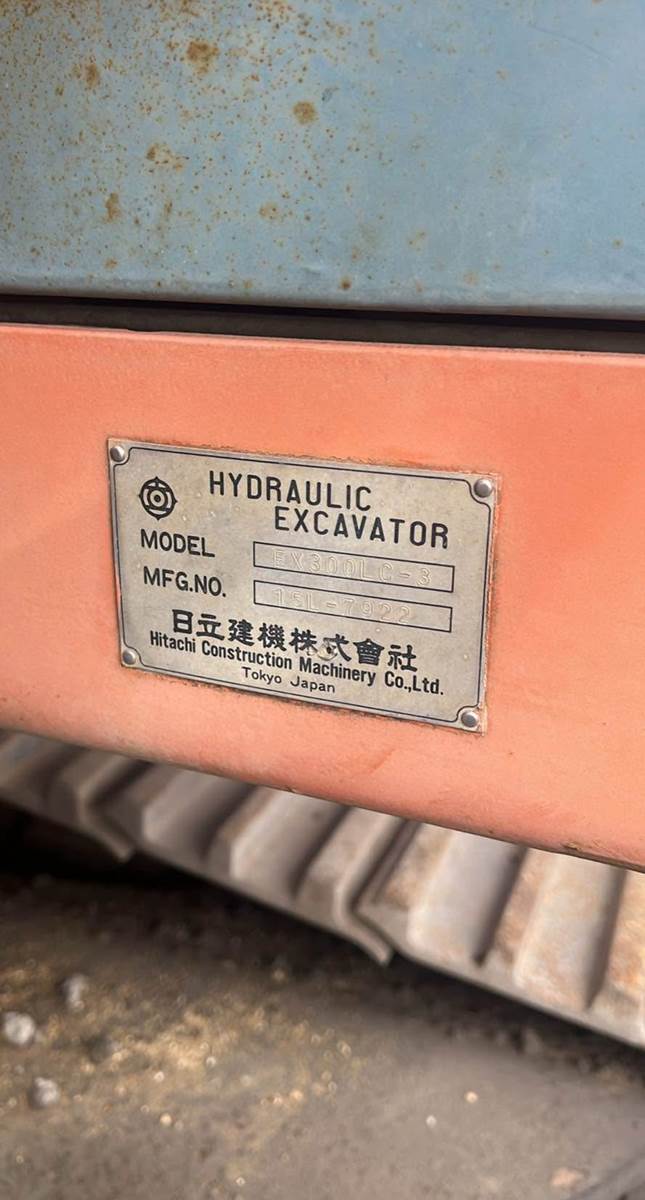 HYDRAULIC
EXCAVATOR
MODEL EX300LC-3
MFG.NO. 15L-7922
日立建機株式會社
Hitachi Construction Machinery Co.,Ltd.
Tokyo Japan